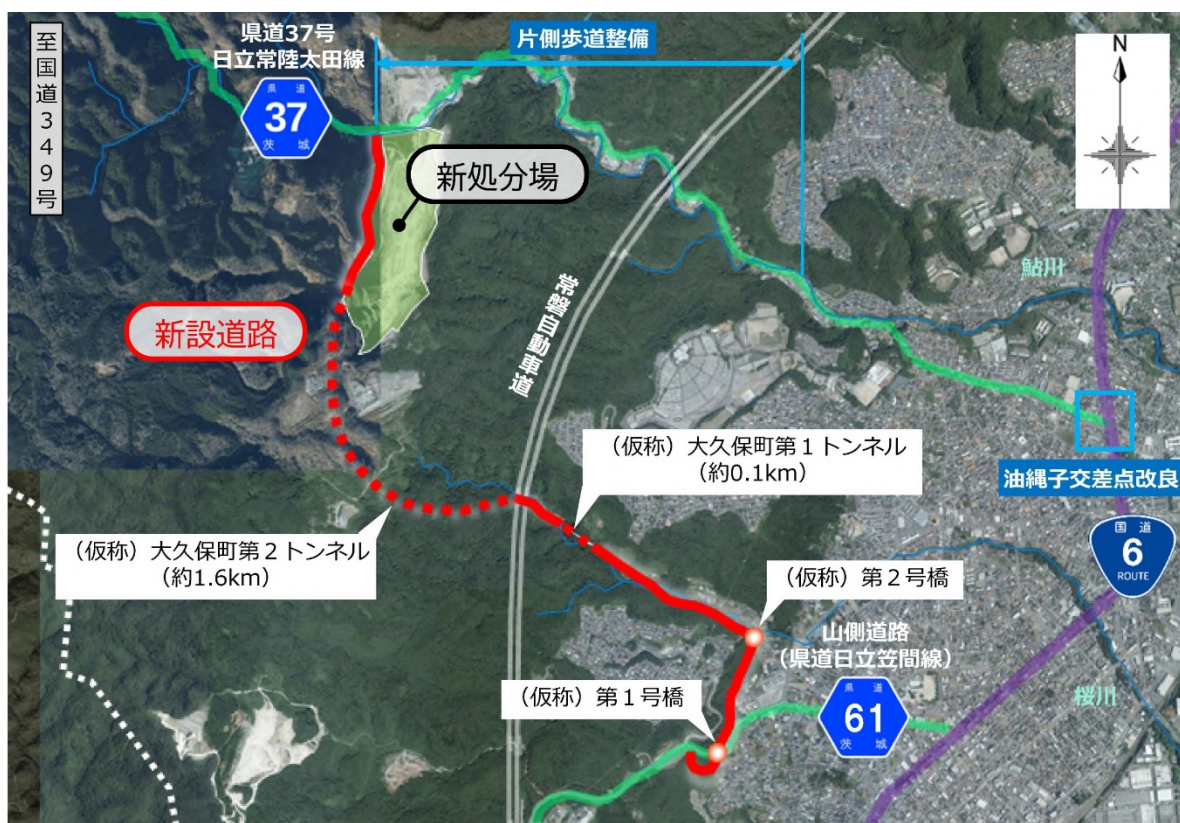 至国道349号
県道37号
日立常陸太田線
県道
37
茨城
片側歩道整備
N
新処分場
鮎川
新設道路
常磐自動車道
(仮称)大久保町第1トンネル
(約0.1km)
油縄子交差点改良
(仮称)大久保町第2トンネル
(約1.6km)
国道
6
ROUTE
(仮称)第2号橋
山側道路
(県道日立笠間線)
(仮称)第1号橋
県道
61
茨城
桜川